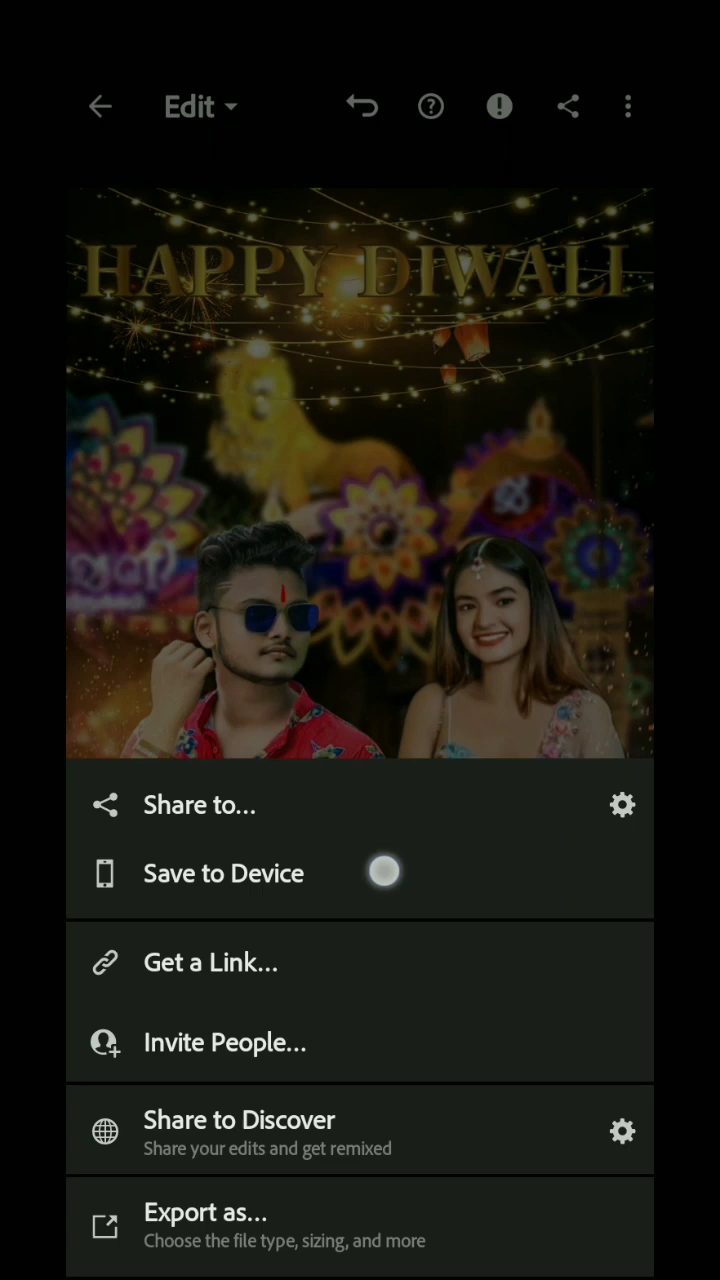 Edit
HAPPY DIWALI
Share to...
Save to Device
Get a Link...
Invite People...
Share to Discover
Share your edits and get remixed
Export as...
Choose the file type, sizing, and more